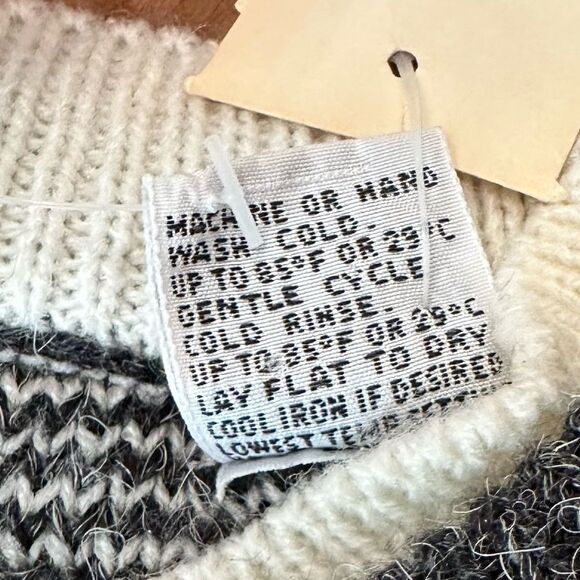 MACHINE OR HAND
WASH COLD.
UP TO 85°F OR 29°C
GENTLE CYCLE
COLD RINSE.
UP TO 85°F OR 29°C
LAY FLAT TO DRY
COOL IRON IF DESIRED
LOWEST